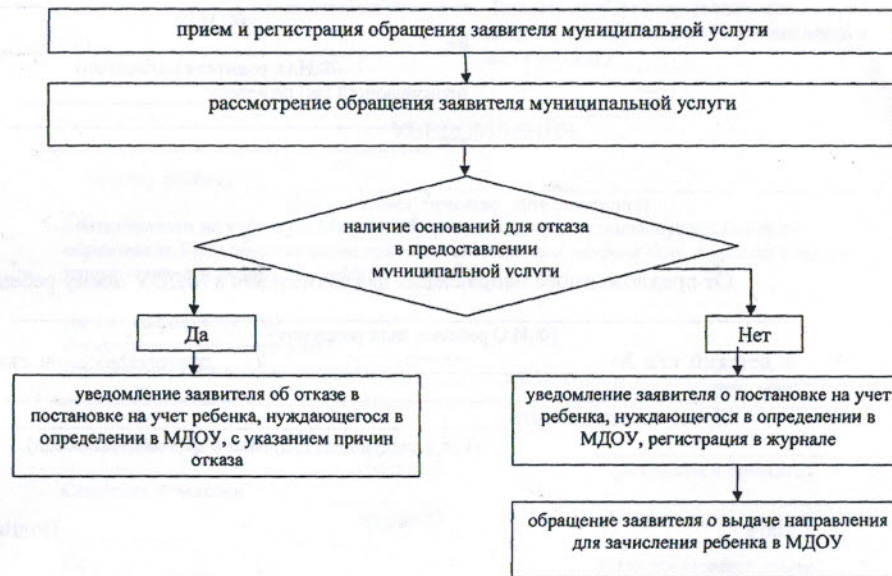 прием и регистрация обращения заявителя муниципальной услуги
рассмотрение обращения заявителя муниципальной услуги
наличие оснований для отказа
в предоставлении
муниципальной услуги
Да
Нет
уведомление заявителя об отказе в
постановке на учет ребенка, нуждающегося в
определении в МДОУ, с указанием причин
отказа
уведомление заявителя о постановке на учет
ребенка, нуждающегося в определении в
МДОУ, регистрация в журнале
обращение заявителя о выдаче направления
для зачисления ребенка в МДОУ